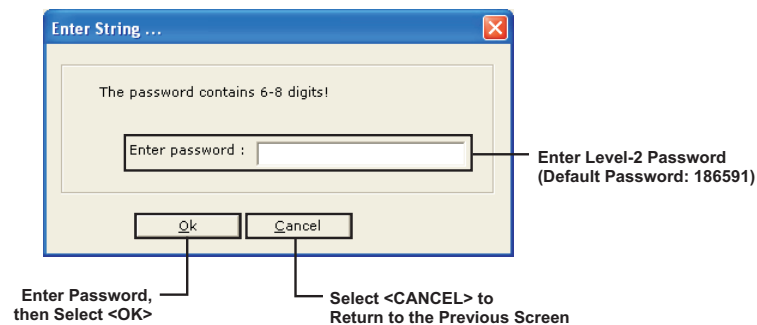 Enter String ...
The password contains 6-8 digits!
Enter password :
Enter Level-2 Password
(Default Password: 186591)
Ok
Cancel
Enter Password,
then Select <OK>
Select <CANCEL> to
Return to the Previous Screen